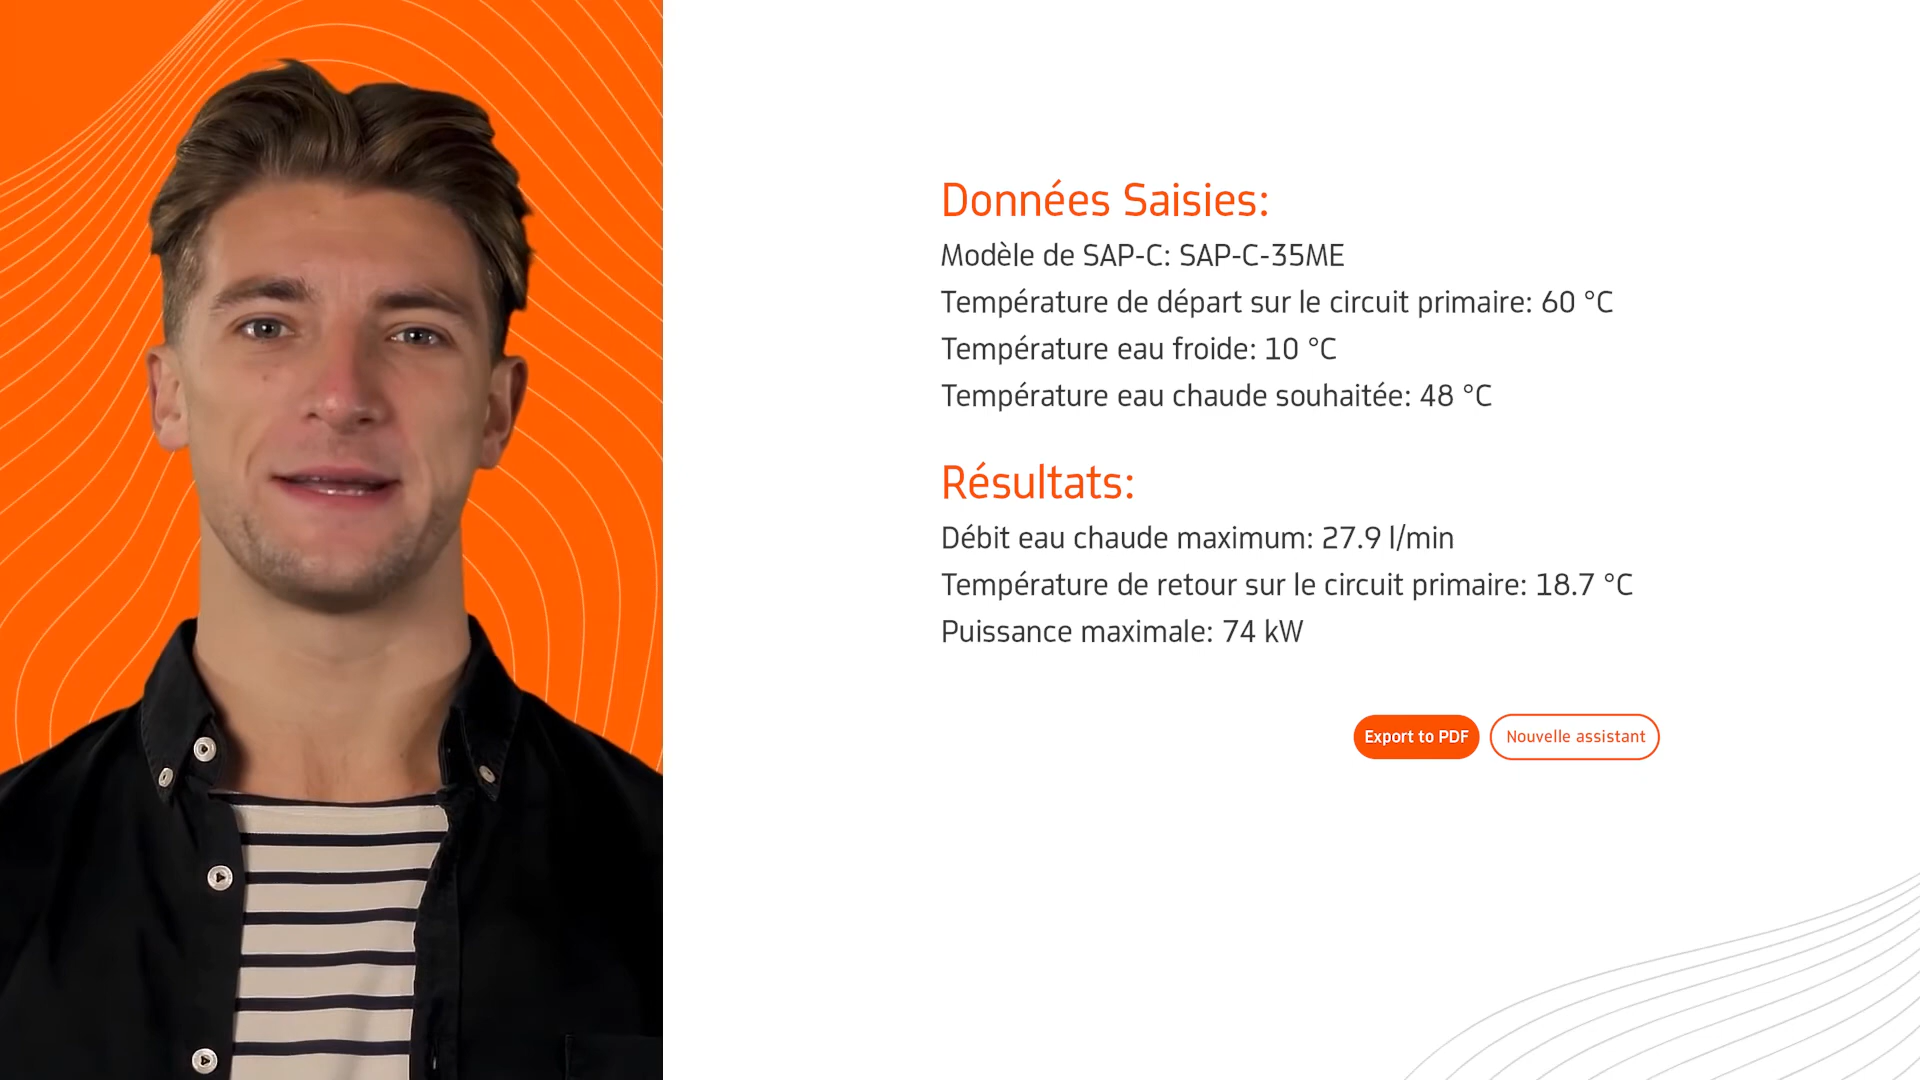 Données Saisies:
Modèle de SAP-C: SAP-C-35ME
Température de départ sur le circuit primaire: 60 °C
Température eau froide: 10 °C
Température eau chaude souhaitée: 48 °C
Résultats:
Débit eau chaude maximum: 27.9 l/min
Température de retour sur le circuit primaire: 18.7 °C
Puissance maximale: 74 kW
Export to PDF
Nouvelle assistant